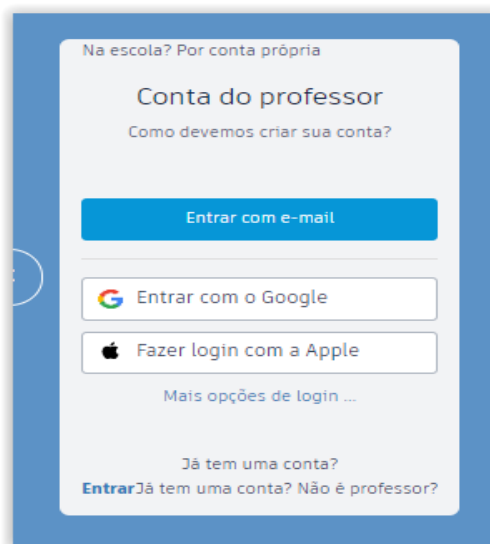 Na escola? Por conta própria
Conta do professor
Como devemos criar sua conta?
Entrar com e-mail
Entrar com o Google
Fazer login com a Apple
Mais opções de login ...
Já tem uma conta?
EntrarJá tem uma conta? Não é professor?